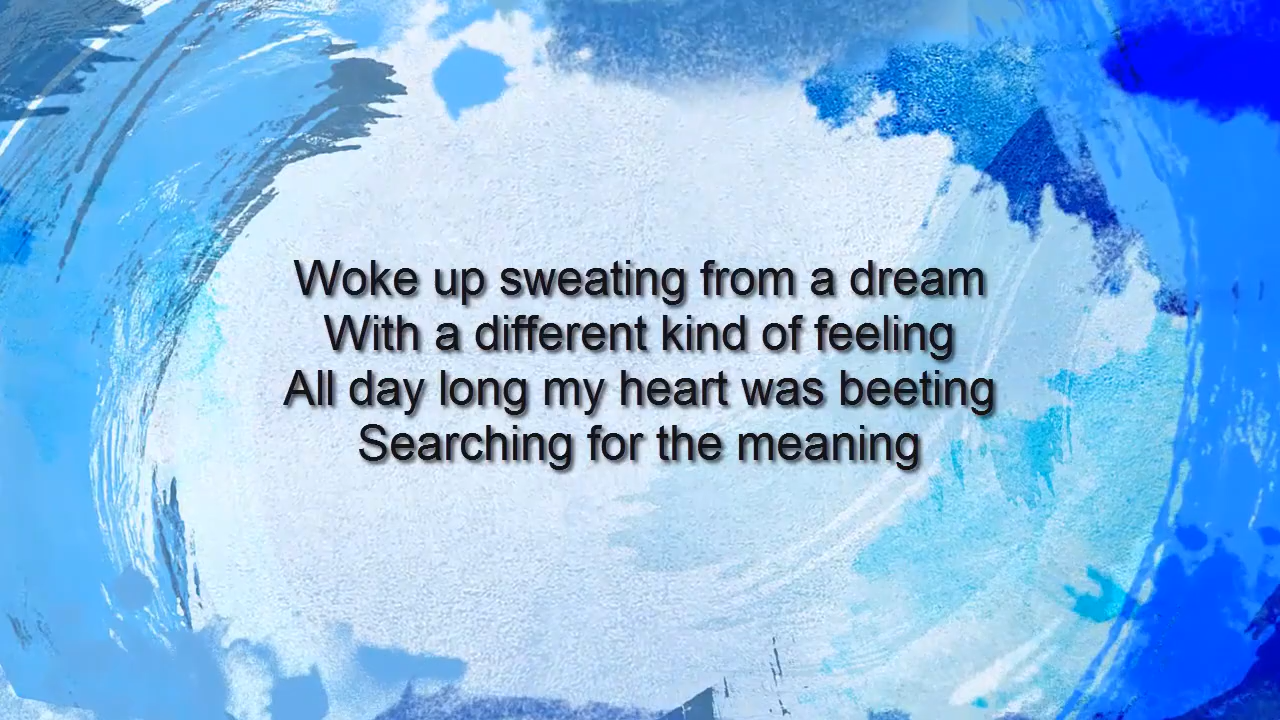 Woke up sweating from a dream
With a different kind of feeling
All day long my heart was beeting
Searching for the meaning